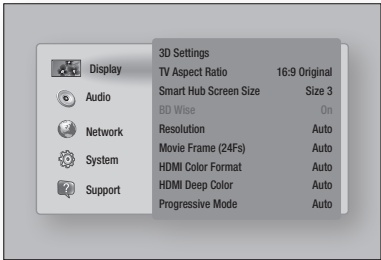 Display
Audio
Network
System
Support
3D Settings
TV Aspect Ratio 16:9 Original
Smart Hub Screen Size Size 3
BD Wise On
Resolution Auto
Movie Frame (24Fs) Auto
HDMI Color Format Auto
HDMI Deep Color Auto
Progressive Mode Auto